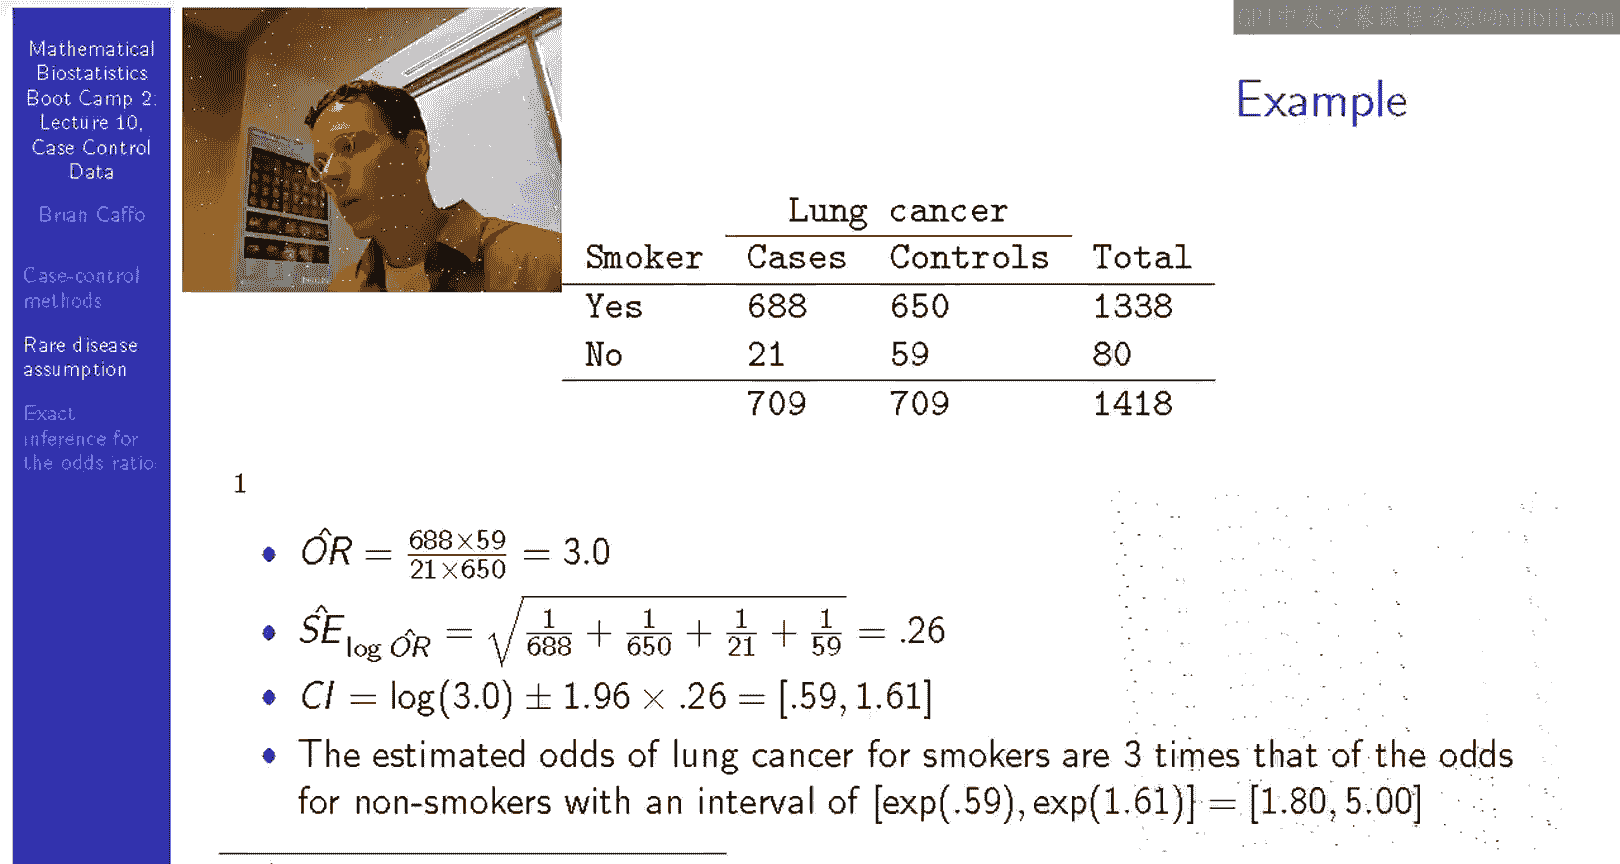 Mathematical
Biostatistics
Boot Camp 2:
Lecture 10,
Case Control
Data
Brian Caffo
Case-control
methods
Rare disease
assumption
Exact
inference for
the odds ratio
Example
Lung cancer
Smoker Cases Controls Total
Yes 688 650 1338
No 21 59 80
709 709 1418
1
• ÔR = 688×59 / 21×650 = 3.0
• ŜE log ÔR = √(1/688 + 1/650 + 1/21 + 1/59) = .26
• CI = log(3.0) ± 1.96 × .26 = [.59, 1.61]
• The estimated odds of lung cancer for smokers are 3 times that of the odds
for non-smokers with an interval of [exp(.59), exp(1.61)] = [1.80, 5.00]